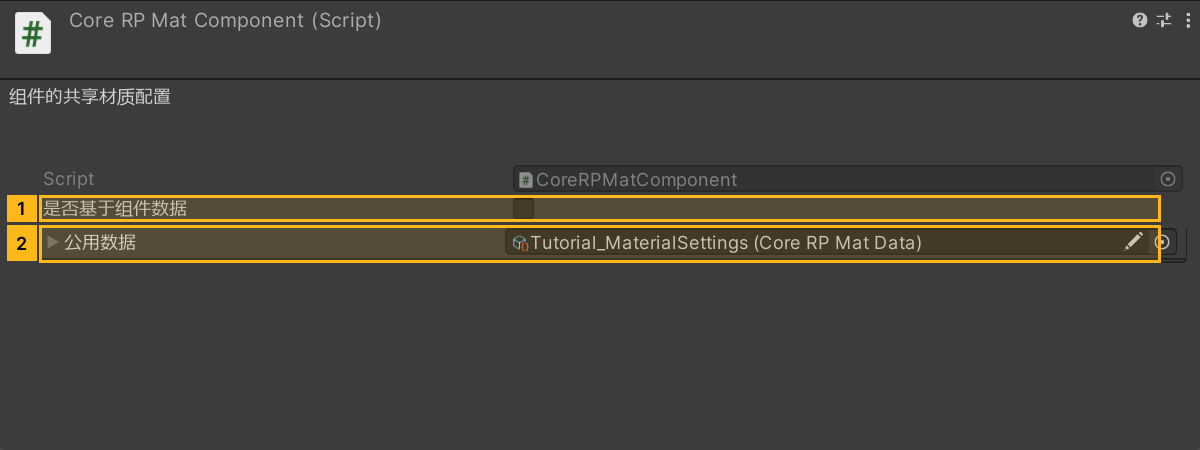 Core RP Mat Component (Script)
组件的共享材质配置
Script CoreRPMatComponent
1 是否基于组件数据
2 公用数据 Tutorial_MaterialSettings (Core RP Mat Data)